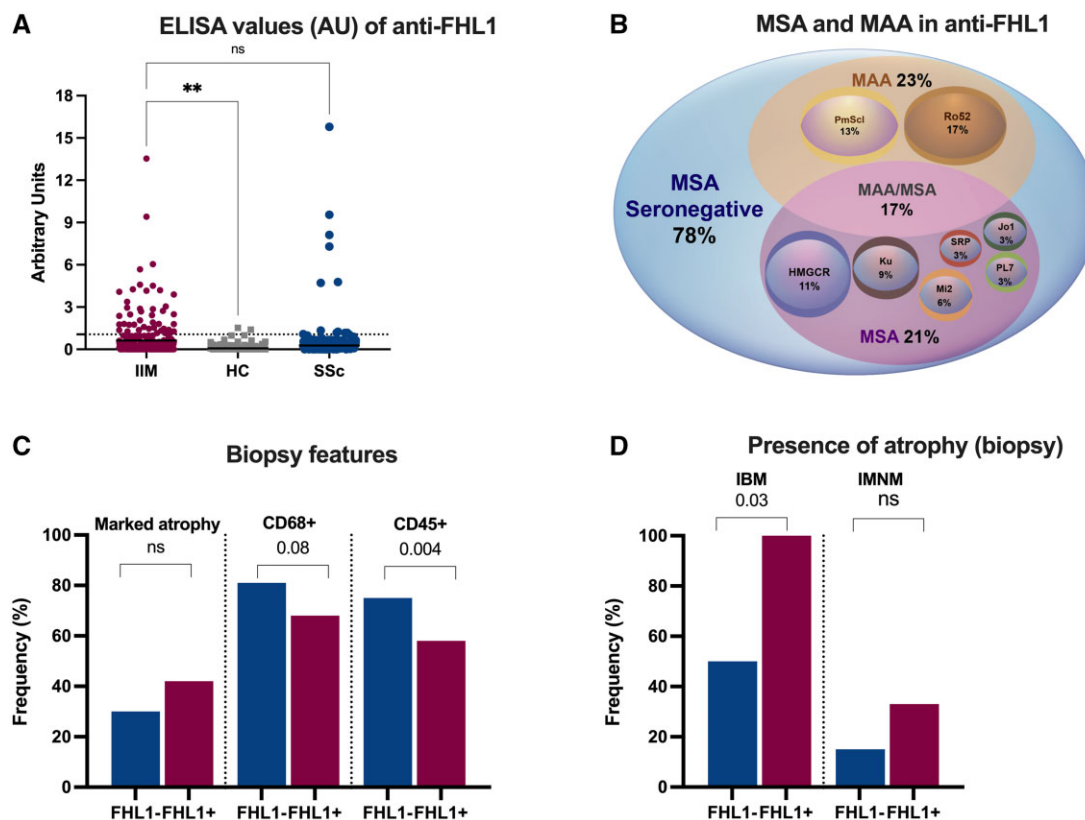 A
ELISA values (AU) of anti-FHL1
ns
**
18
15
12
9
6
3
0
Arbitrary Units
IIM
HC
SSc
B
MSA and MAA in anti-FHL1
MAA 23%
PmScl
13%
Ro52
17%
MSA
Seronegative
78%
MAA/MSA
17%
HMGCR
11%
Ku
9%
SRP
3%
Jo1
3%
Mi2
6%
PL7
3%
MSA 21%
C
Biopsy features
Marked atrophy
ns
CD68+
0.08
CD45+
0.004
100
80
60
40
20
0
Frequency (%)
FHL1-FHL1+
FHL1-FHL1+
FHL1-FHL1+
D
Presence of atrophy (biopsy)
IBM
0.03
IMNM
ns
100
80
60
40
20
0
Frequency (%)
FHL1-FHL1+
FHL1-FHL1+